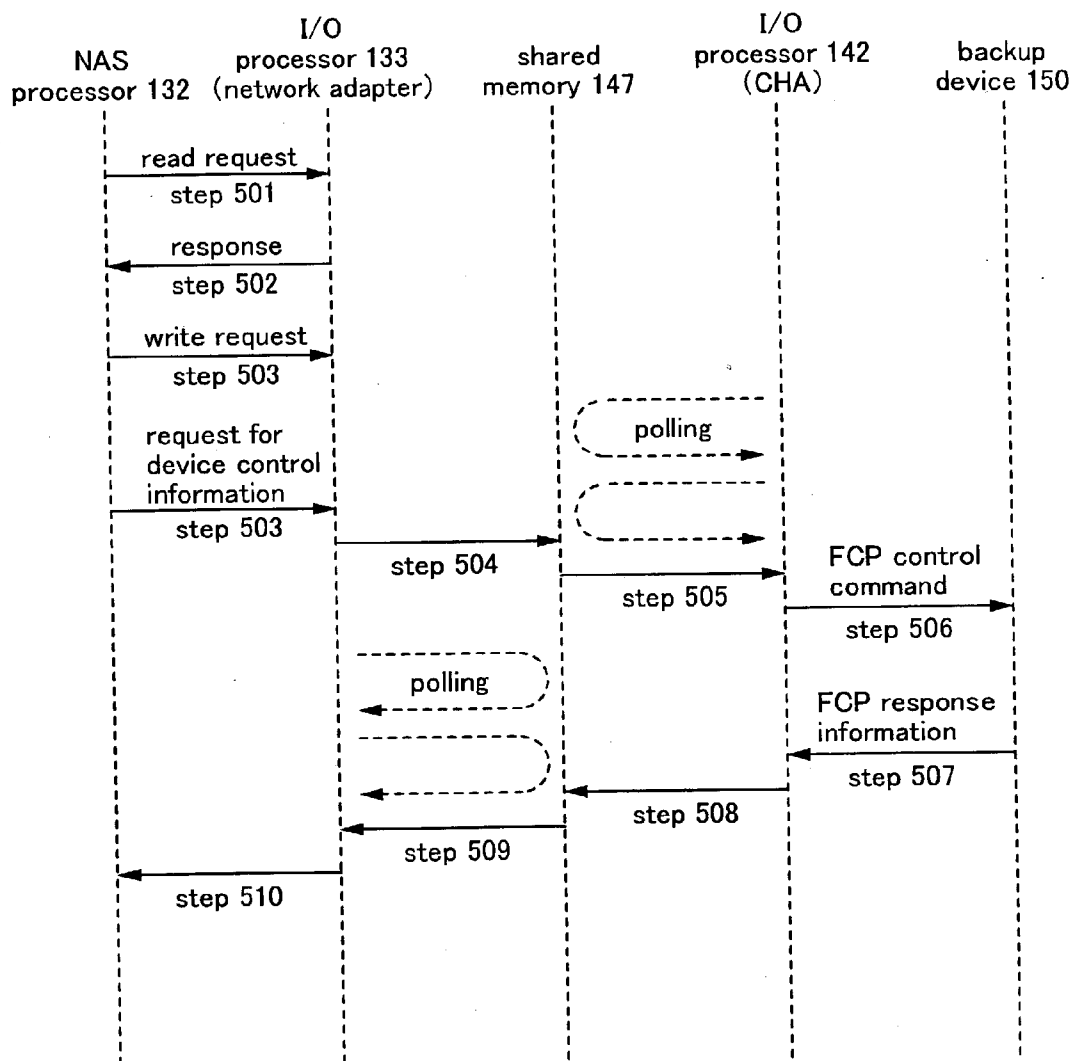 NAS
processor 132
I/O
processor 133
(network adapter)
shared
memory 147
I/O
processor 142
(CHA)
backup
device 150
read request
step 501
response
step 502
write request
step 503
polling
request for
device control
information
step 503
step 504
step 505
FCP control
command
step 506
polling
FCP response
information
step 507
step 508
step 509
step 510